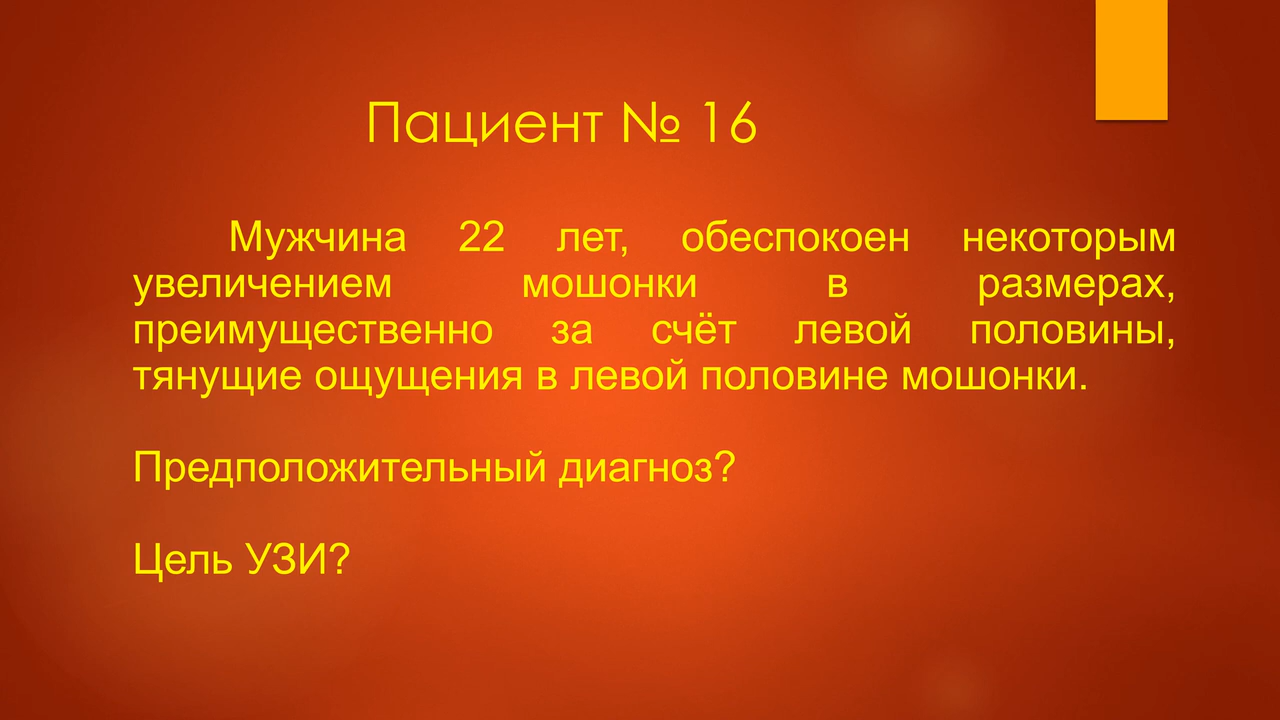 Пациент № 16
Мужчина 22 лет, обеспокоен некоторым
увеличением мошонки в размерах,
преимущественно за счёт левой половины,
тянущие ощущения в левой половине мошонки.
Предположительный диагноз?
Цель УЗИ?